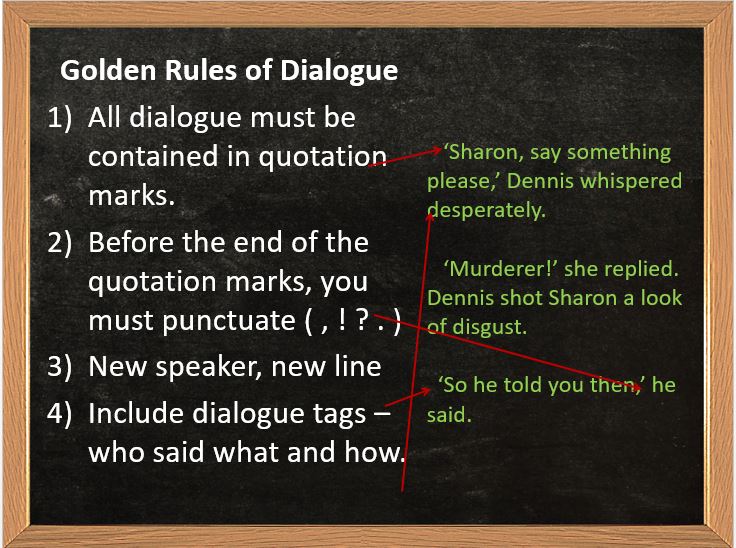 Golden Rules of Dialogue
1) All dialogue must be
contained in quotation
marks.
2) Before the end of the
quotation marks, you
must punctuate ( , ! ? . )
3) New speaker, new line
4) Include dialogue tags –
who said what and how.
‘Sharon, say something
please,’ Dennis whispered
desperately.
‘Murderer!’ she replied.
Dennis shot Sharon a look
of disgust.
‘So he told you then,’ he
said.